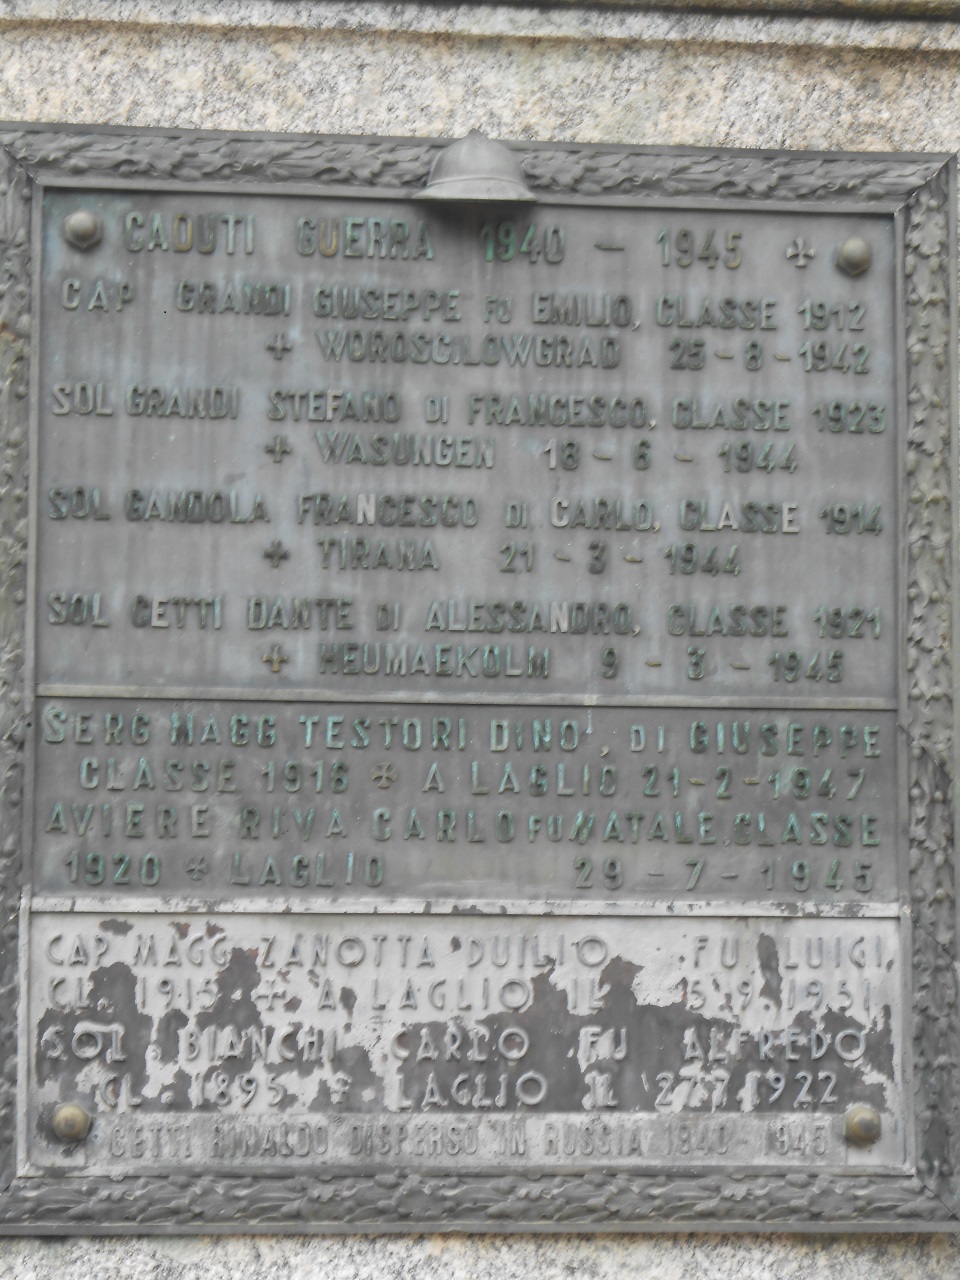 CADUTI GUERRA 1940 - 1945 +
CAP. GRANDI GIUSEPPE FU EMILIO, CLASSE 1912
+ WOROSCILOWGRAD 25-8-1942
SOL GRANDI STEFANO DI FRANCESCO, CLASSE 1923
+ WASUNGEN 18-6-1944
SOL GANDOLA FRANCESCO DI CARLO, CLASSE 1914
+ TIRANA 21-3-1944
SOL GETTI DANTE DI ALESSANDRO, CLASSE 1921
+ HEUMAEKOLM 9-3-1945
SERG MAGG TESTORI DINO, DI GIUSEPPE
CLASSE 1916 + A LAGLIO 21-2-1947
AVIERE RIVA CARLO FU NATALE. CLASSE
1920 + LAGLIO 29-7-1945
CAP MAGG ZANOTTA DUILIO FU LUIGI
CL. 1915 + A LAGLIO IL 5.9.1951
SOL BIANCHI CARLO FU ALFREDO
CL. 1895 + LAGLIO IL 27.7.1922
CETTI RINALDO DISPERSO IN RUSSIA 1940-1945